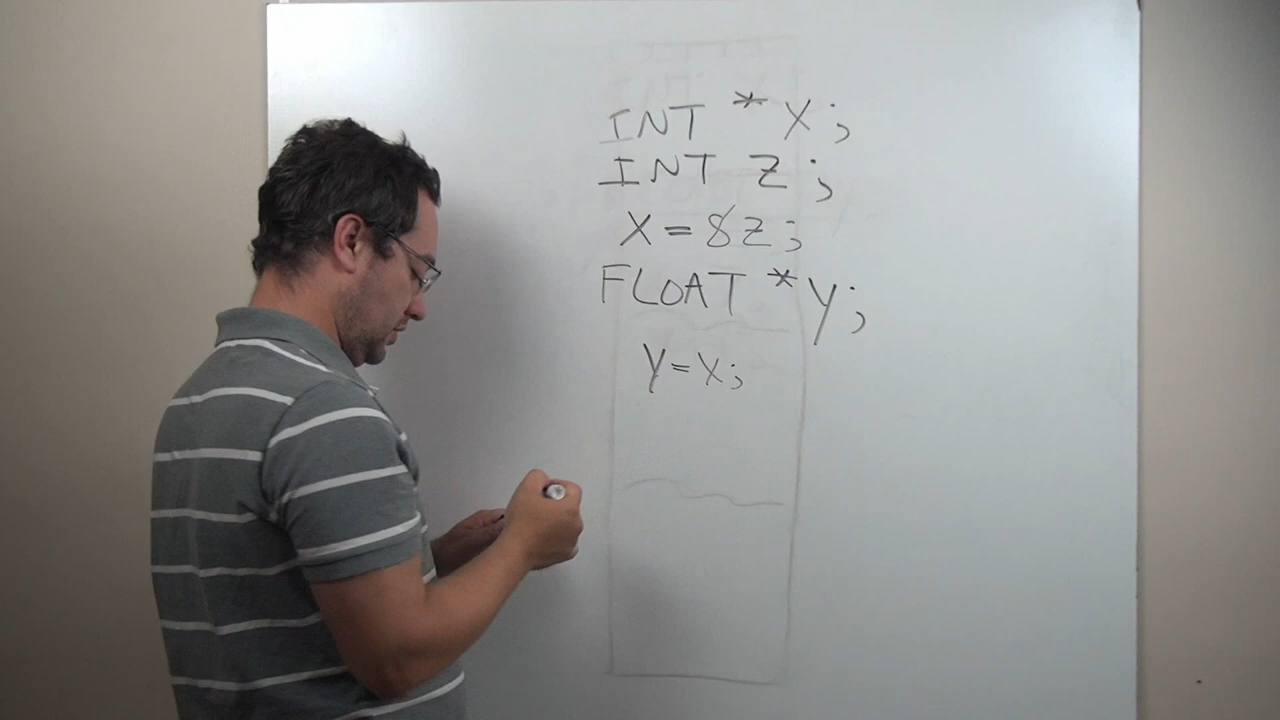 INT * X;
INT Z;
X = &Z;
FLOAT * Y;
Y = X;